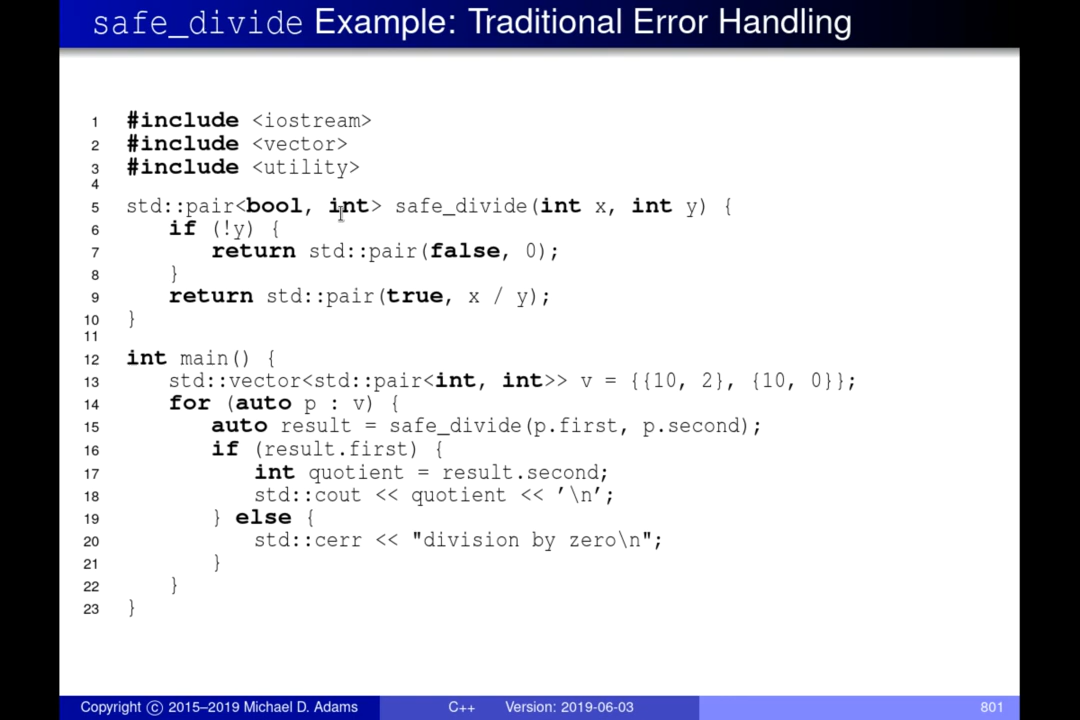 safe_divide Example: Traditional Error Handling
1 #include <iostream>
2 #include <vector>
3 #include <utility>
4
5 std::pair<bool, int> safe_divide(int x, int y) {
6 if (!y) {
7 return std::pair(false, 0);
8 }
9 return std::pair(true, x / y);
10 }
11
12 int main() {
13 std::vector<std::pair<int, int>> v = {{10, 2}, {10, 0}};
14 for (auto p : v) {
15 auto result = safe_divide(p.first, p.second);
16 if (result.first) {
17 int quotient = result.second;
18 std::cout << quotient << ’\n’;
19 } else {
20 std::cerr << "division by zero\n";
21 }
22 }
23 }
Copyright © 2015–2019 Michael D. Adams C++ Version: 2019-06-03 801